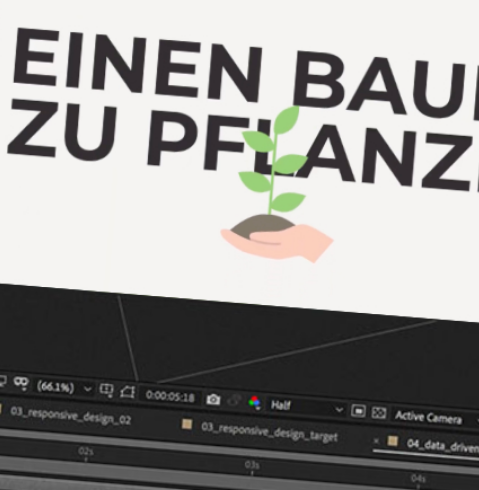 EINEN BAU
ZU PFLANZ
(66.1%) 0:00:05:18 Half Active Camera
03_responsive_design_02 03_responsive_design_target × 04_data_driven
02s 03s 04s